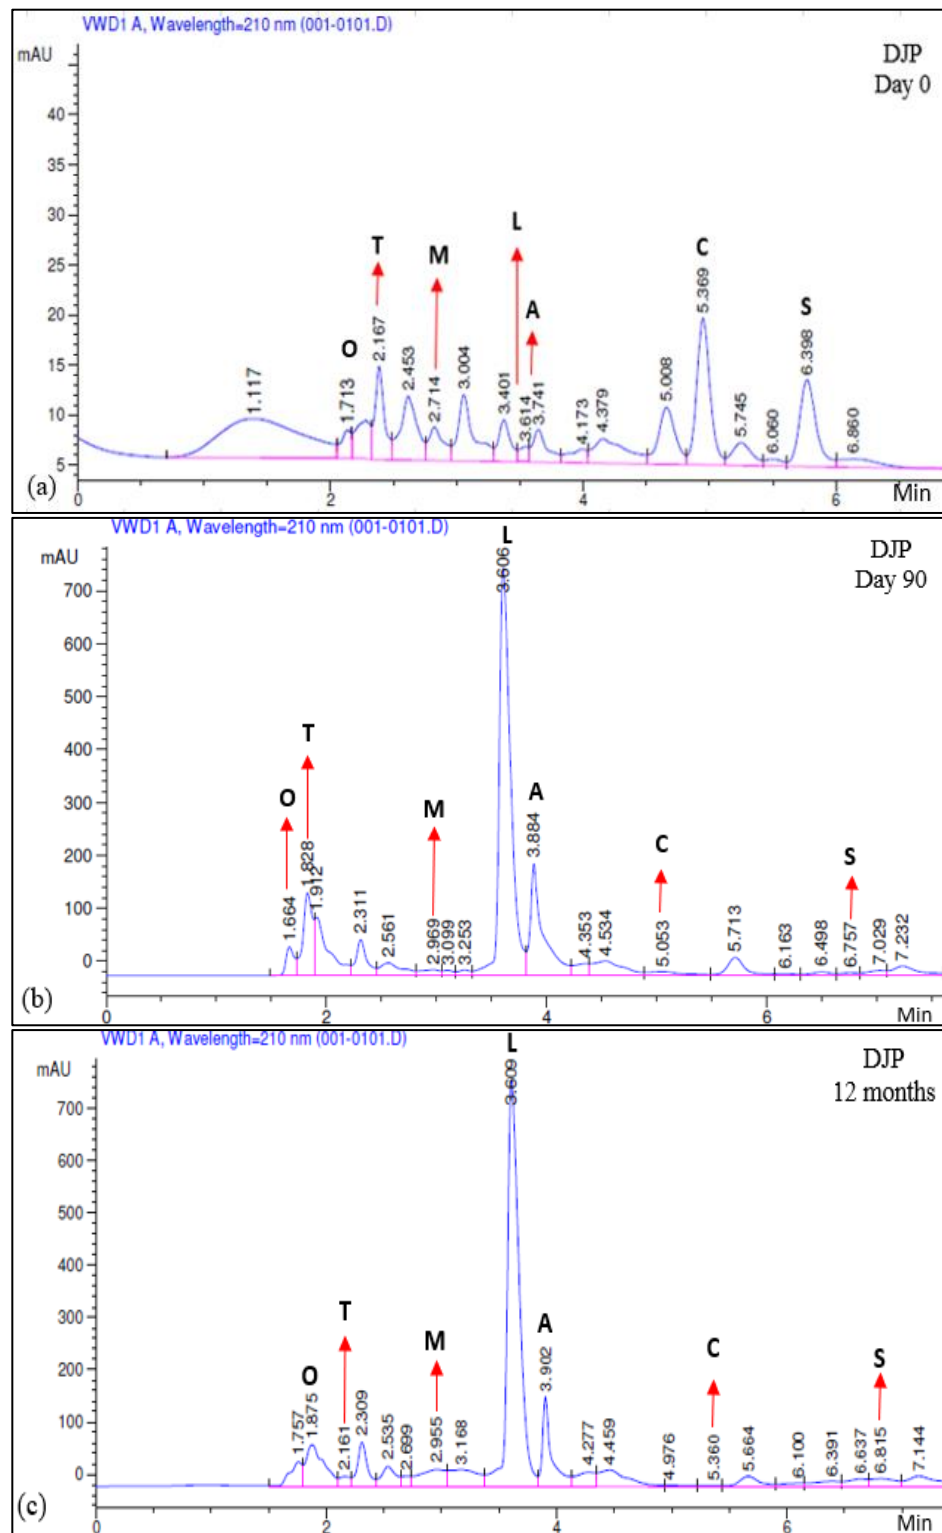 VWD1 A, Wavelength=210 nm (001-0101.D)
mAU
DJP
Day 0
40
35
30
25
20
15
10
5
O
T
M
L
A
C
S
1.117
1.713
2.167
2.453
2.714
3.004
3.401
3.614
3.741
4.173
4.379
5.008
5.369
5.745
6.060
6.398
6.860
(a)
0
2
4
6
Min
VWD1 A, Wavelength=210 nm (001-0101.D)
mAU
DJP
Day 90
700
600
500
400
300
200
100
0
O
T
M
L
A
C
S
1.664
1.828
1.912
2.311
2.561
2.969
3.099
3.253
3.606
3.884
4.353
4.534
5.053
5.713
6.163
6.498
6.757
7.029
7.232
(b)
0
2
4
6
Min
VWD1 A, Wavelength=210 nm (001-0101.D)
mAU
DJP
12 months
700
600
500
400
300
200
100
0
O
T
M
L
A
C
S
1.757
1.875
2.161
2.309
2.535
2.699
2.955
3.168
3.609
3.902
4.277
4.459
4.976
5.360
5.664
6.100
6.391
6.637
6.815
7.144
(c)
0
2
4
6
Min